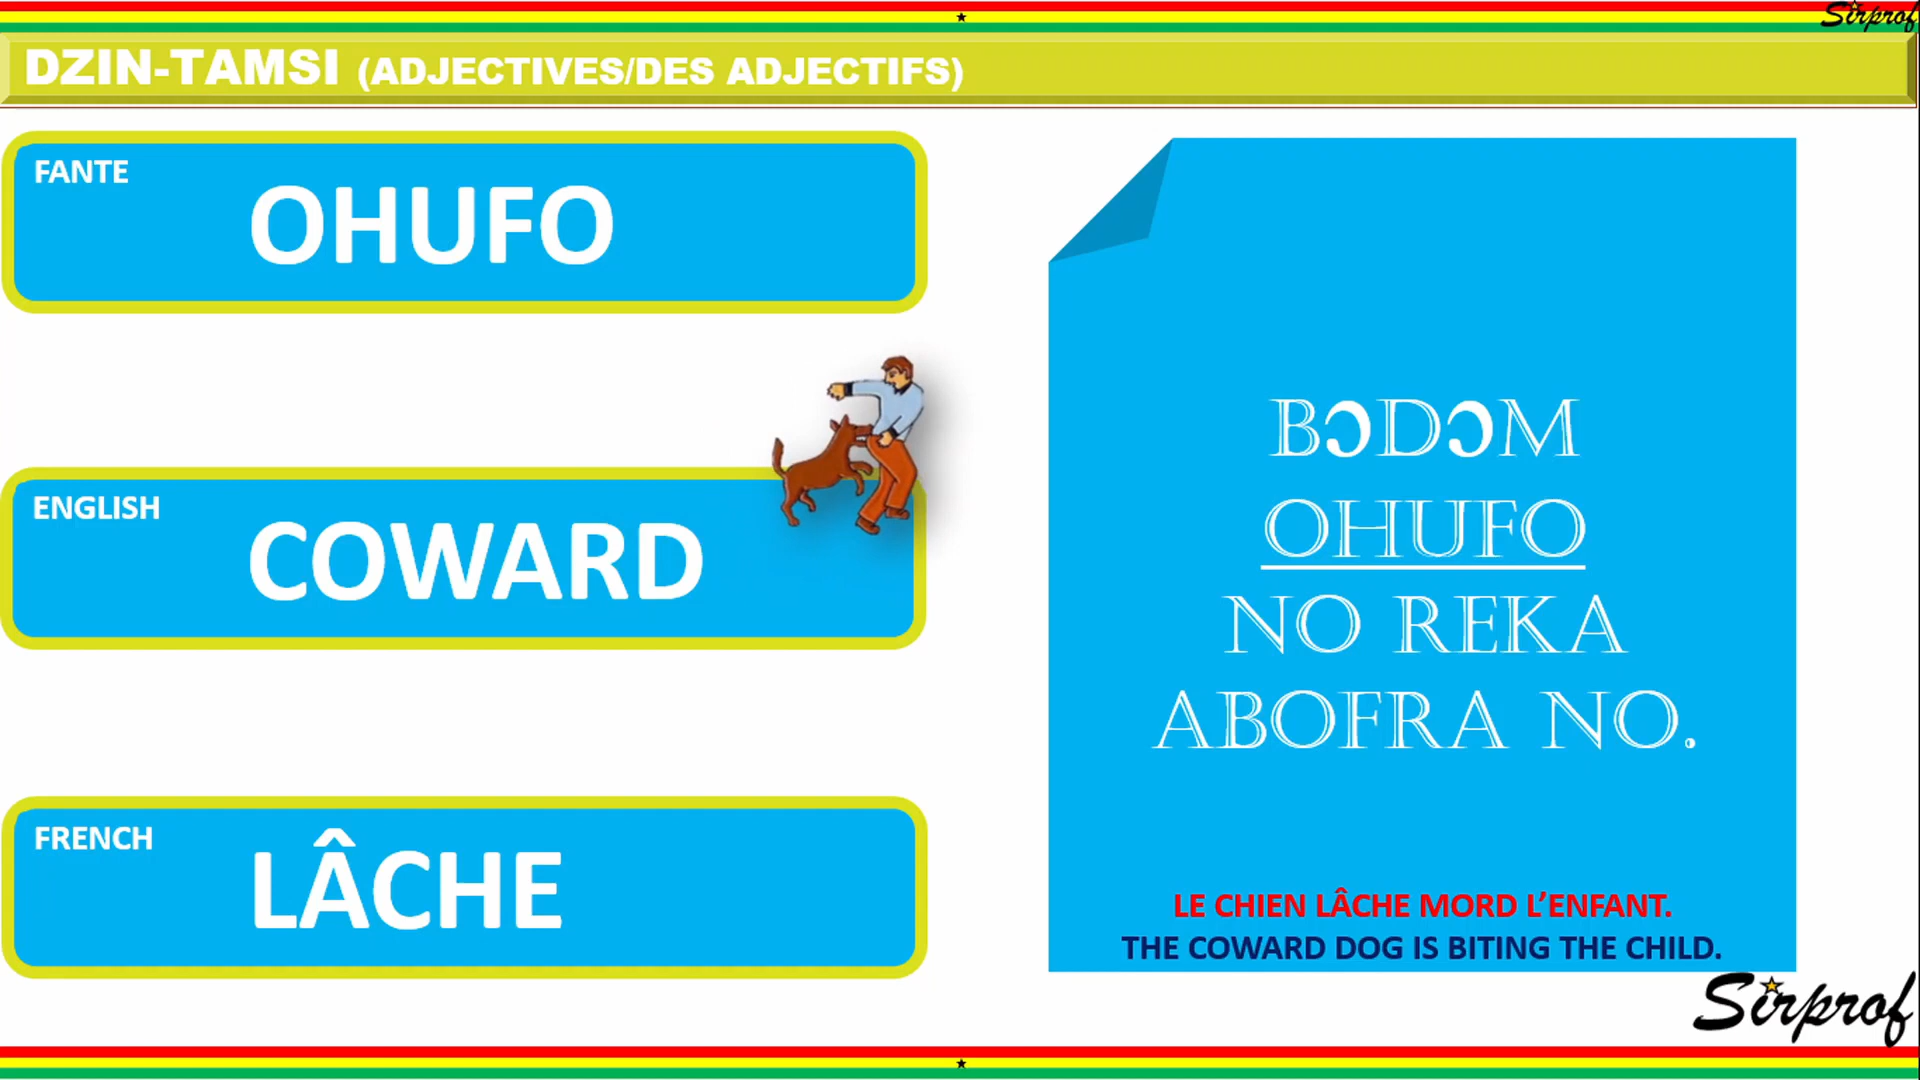 Sirprof
DZIN-TAMSI (ADJECTIVES/DES ADJECTIFS)
FANTE
OHUFO
ENGLISH
COWARD
FRENCH
LÂCHE
BƆDƆM
OHUFO
NO REKA
ABOFRA NO.
LE CHIEN LÂCHE MORD L’ENFANT.
THE COWARD DOG IS BITING THE CHILD.
Sirprof